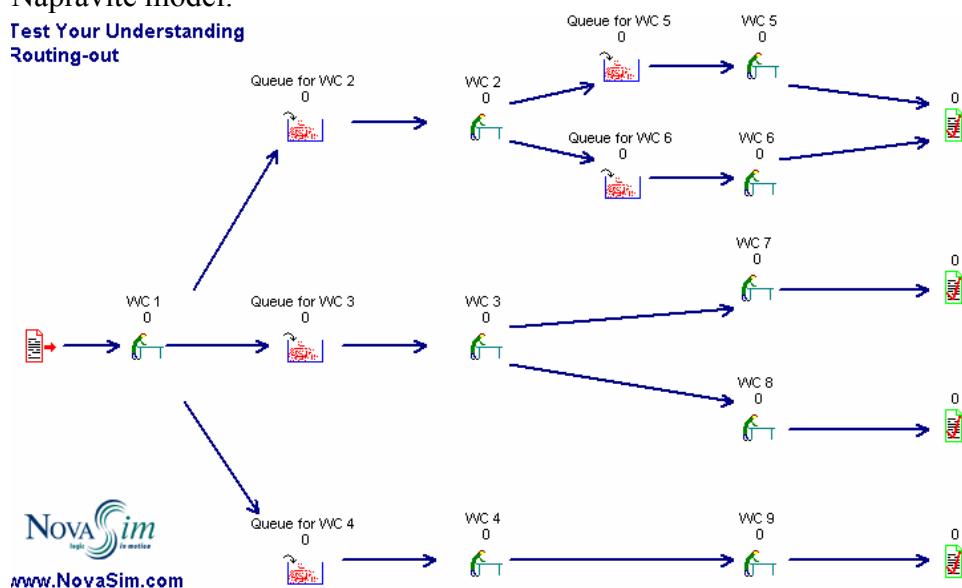 Napravite model.
Test Your Understanding
Routing-out
Queue for WC 5
0
WC 5
0
Queue for WC 2
0
WC 2
0
0
Queue for WC 6
0
WC 6
0
WC 7
0
0
WC 1
0
Queue for WC 3
0
WC 3
0
WC 8
0
0
Queue for WC 4
0
WC 4
0
WC 9
0
0
NovaSim
logic in motion
www.NovaSim.com